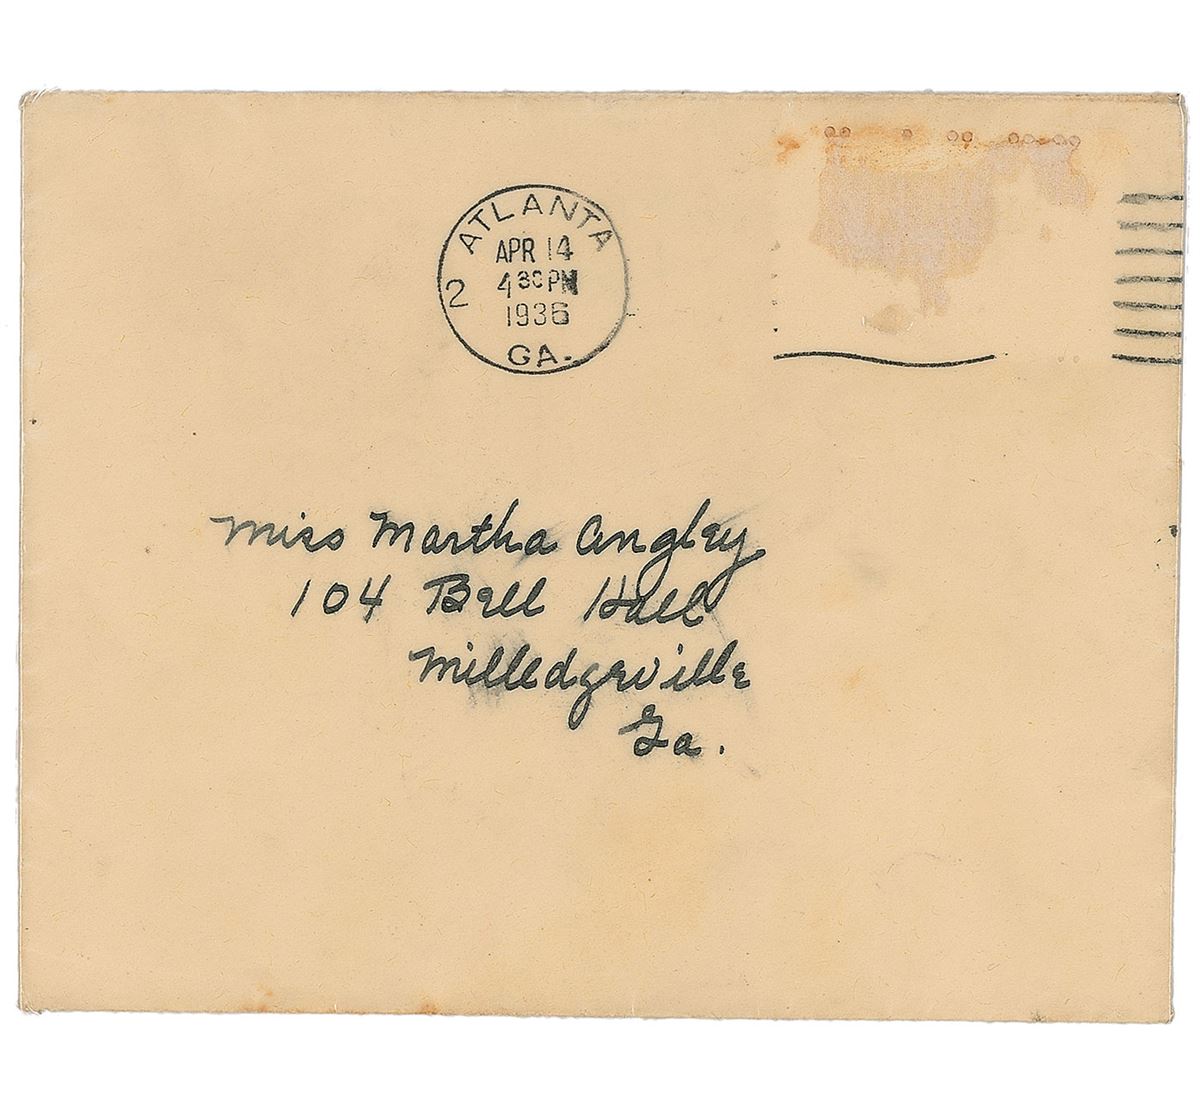 ATLANTA
APR 14
4 30 PM
2
1936
GA.
Miss Martha Angley
104 Bell Hall
Milledgeville
Ga.